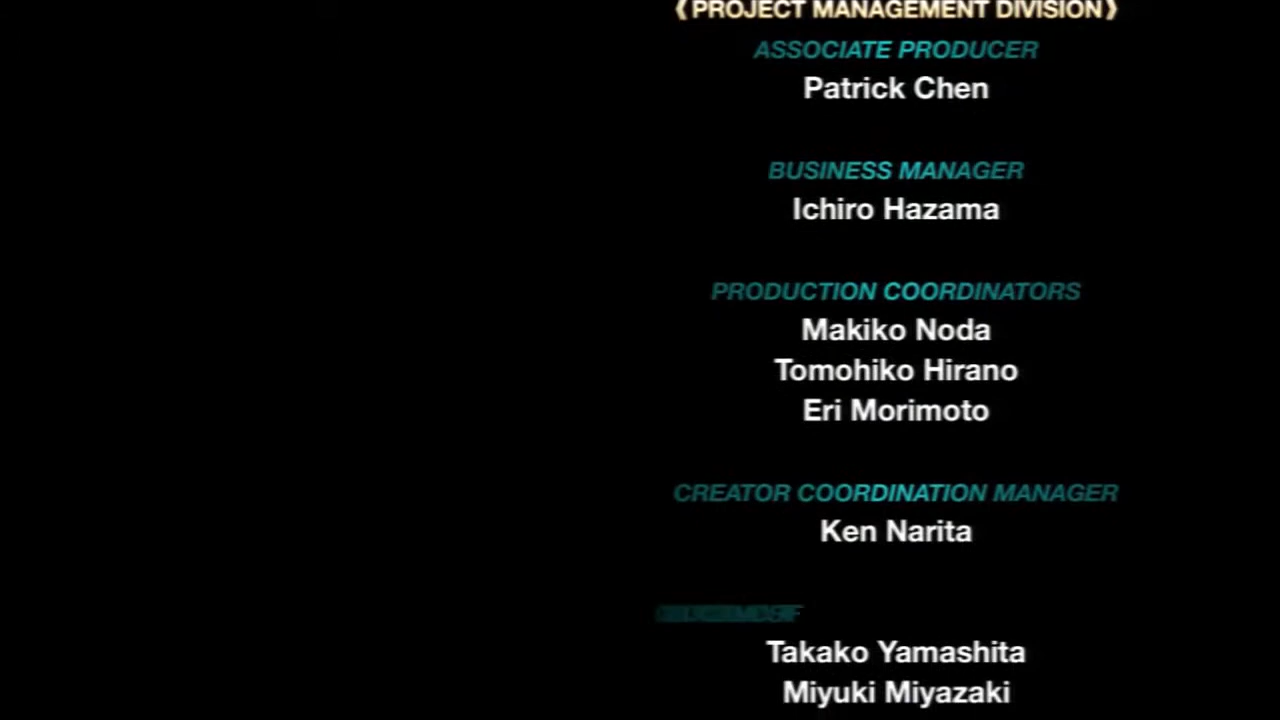 《PROJECT MANAGEMENT DIVISION》
ASSOCIATE PRODUCER
Patrick Chen
BUSINESS MANAGER
Ichiro Hazama
PRODUCTION COORDINATORS
Makiko Noda
Tomohiko Hirano
Eri Morimoto
CREATOR COORDINATION MANAGER
Ken Narita
Takako Yamashita
Miyuki Miyazaki